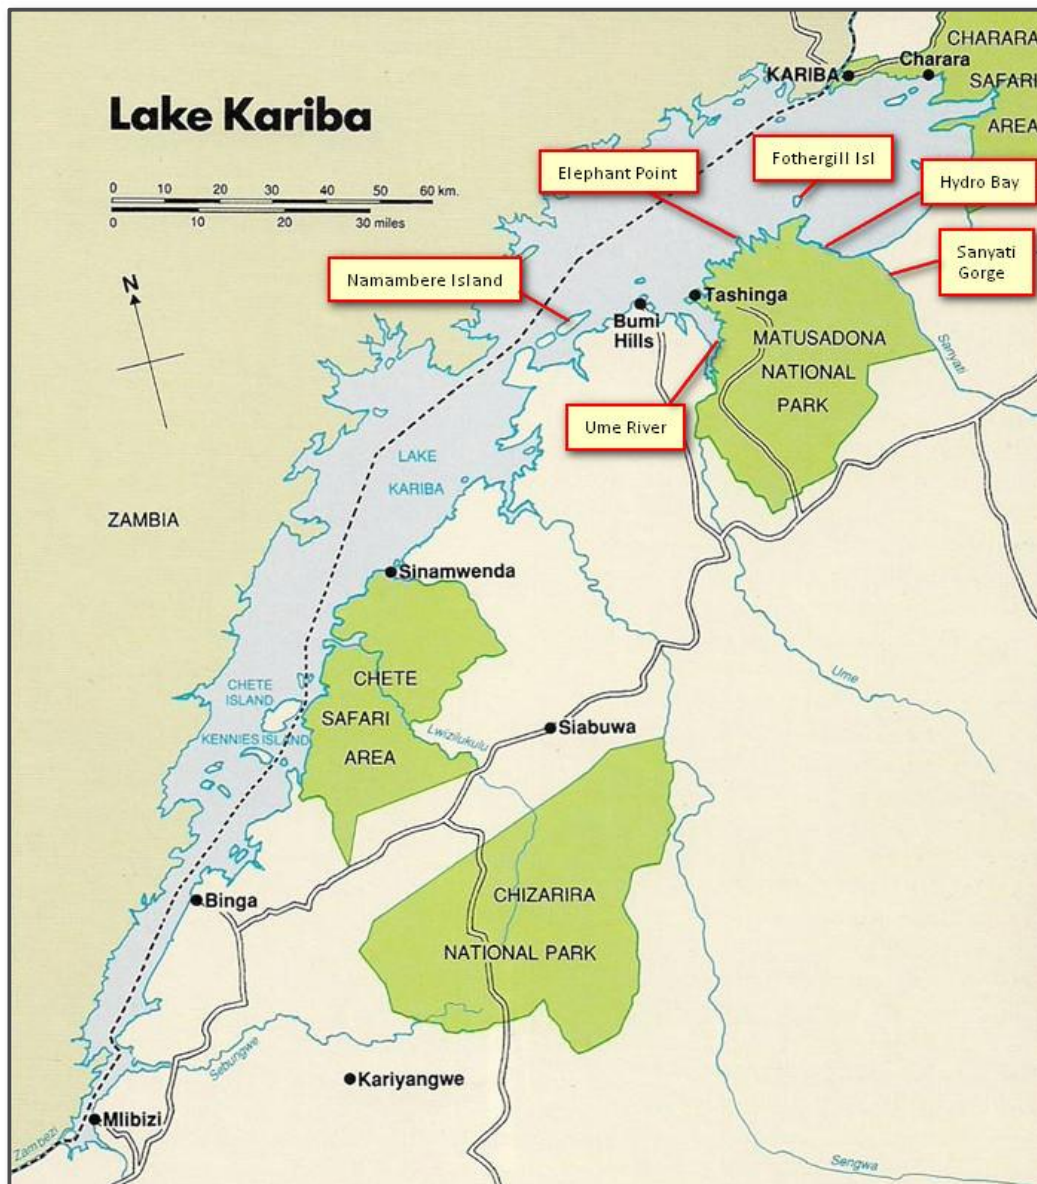 CHARARA
SAFARI
AREA
KARIBA
Charara
Lake Kariba
0 10 20 30 40 50 60 km.
0 10 20 30 miles
Elephant Point
Fothergill Isl
Hydro Bay
Sanyati
Gorge
Namambere Island
N
Tashinga
Bumi
Hills
MATUSADONA
NATIONAL
PARK
Sanyati
Ume River
LAKE
KARIBA
ZAMBIA
Sinamwenda
CHETE
SAFARI
AREA
CHETE
ISLAND
KENNIES ISLAND
Lwizilukulu
Siabuwa
Ume
Binga
CHIZARIRA
NATIONAL PARK
Sebungwe
Kariyangwe
Mlibizi
Zambezi
Sengwa